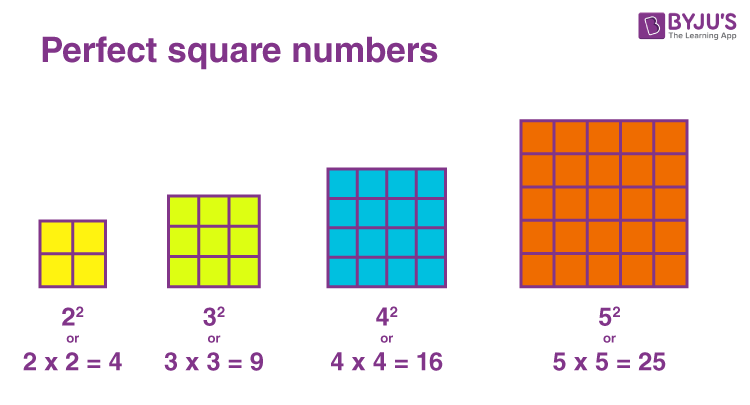 BYJU'S
The Learning App
Perfect square numbers
2²
or
2 x 2 = 4
3²
or
3 x 3 = 9
4²
or
4 x 4 = 16
5²
or
5 x 5 = 25